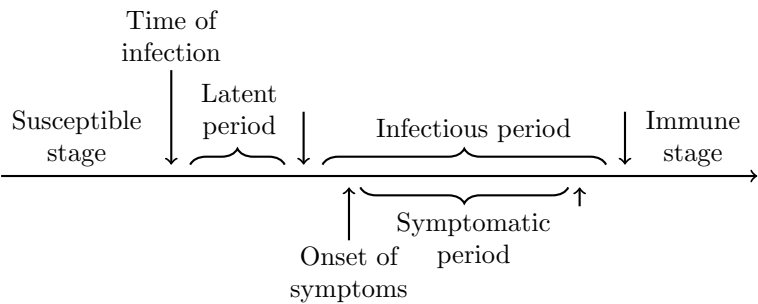 Time of
infection
Susceptible
stage
Latent
period
Infectious period
Immune
stage
Symptomatic
period
Onset of
symptoms